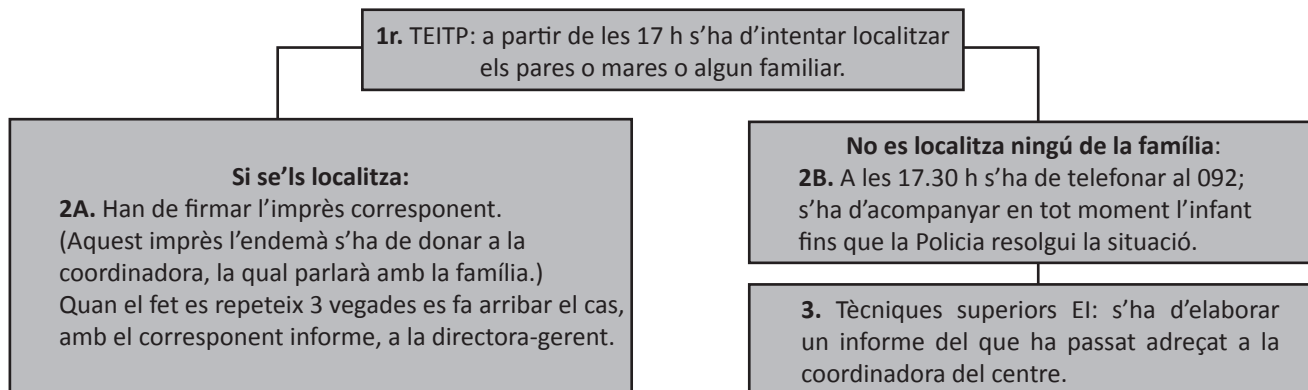 1r. TEITP: a partir de les 17 h s’ha d’intentar localitzar
els pares o mares o algun familiar.
Si se’ls localitza:
2A. Han de firmar l’imprès corresponent.
(Aquest imprès l’endemà s’ha de donar a la
coordinadora, la qual parlarà amb la família.)
Quan el fet es repeteix 3 vegades es fa arribar el cas,
amb el corresponent informe, a la directora-gerent.
No es localitza ningú de la família:
2B. A les 17.30 h s’ha de telefonar al 092;
s’ha d’acompanyar en tot moment l’infant
fins que la Policia resolgui la situació.
3. Tècniques superiors EI: s’ha d’elaborar
un informe del que ha passat adreçat a la
coordinadora del centre.